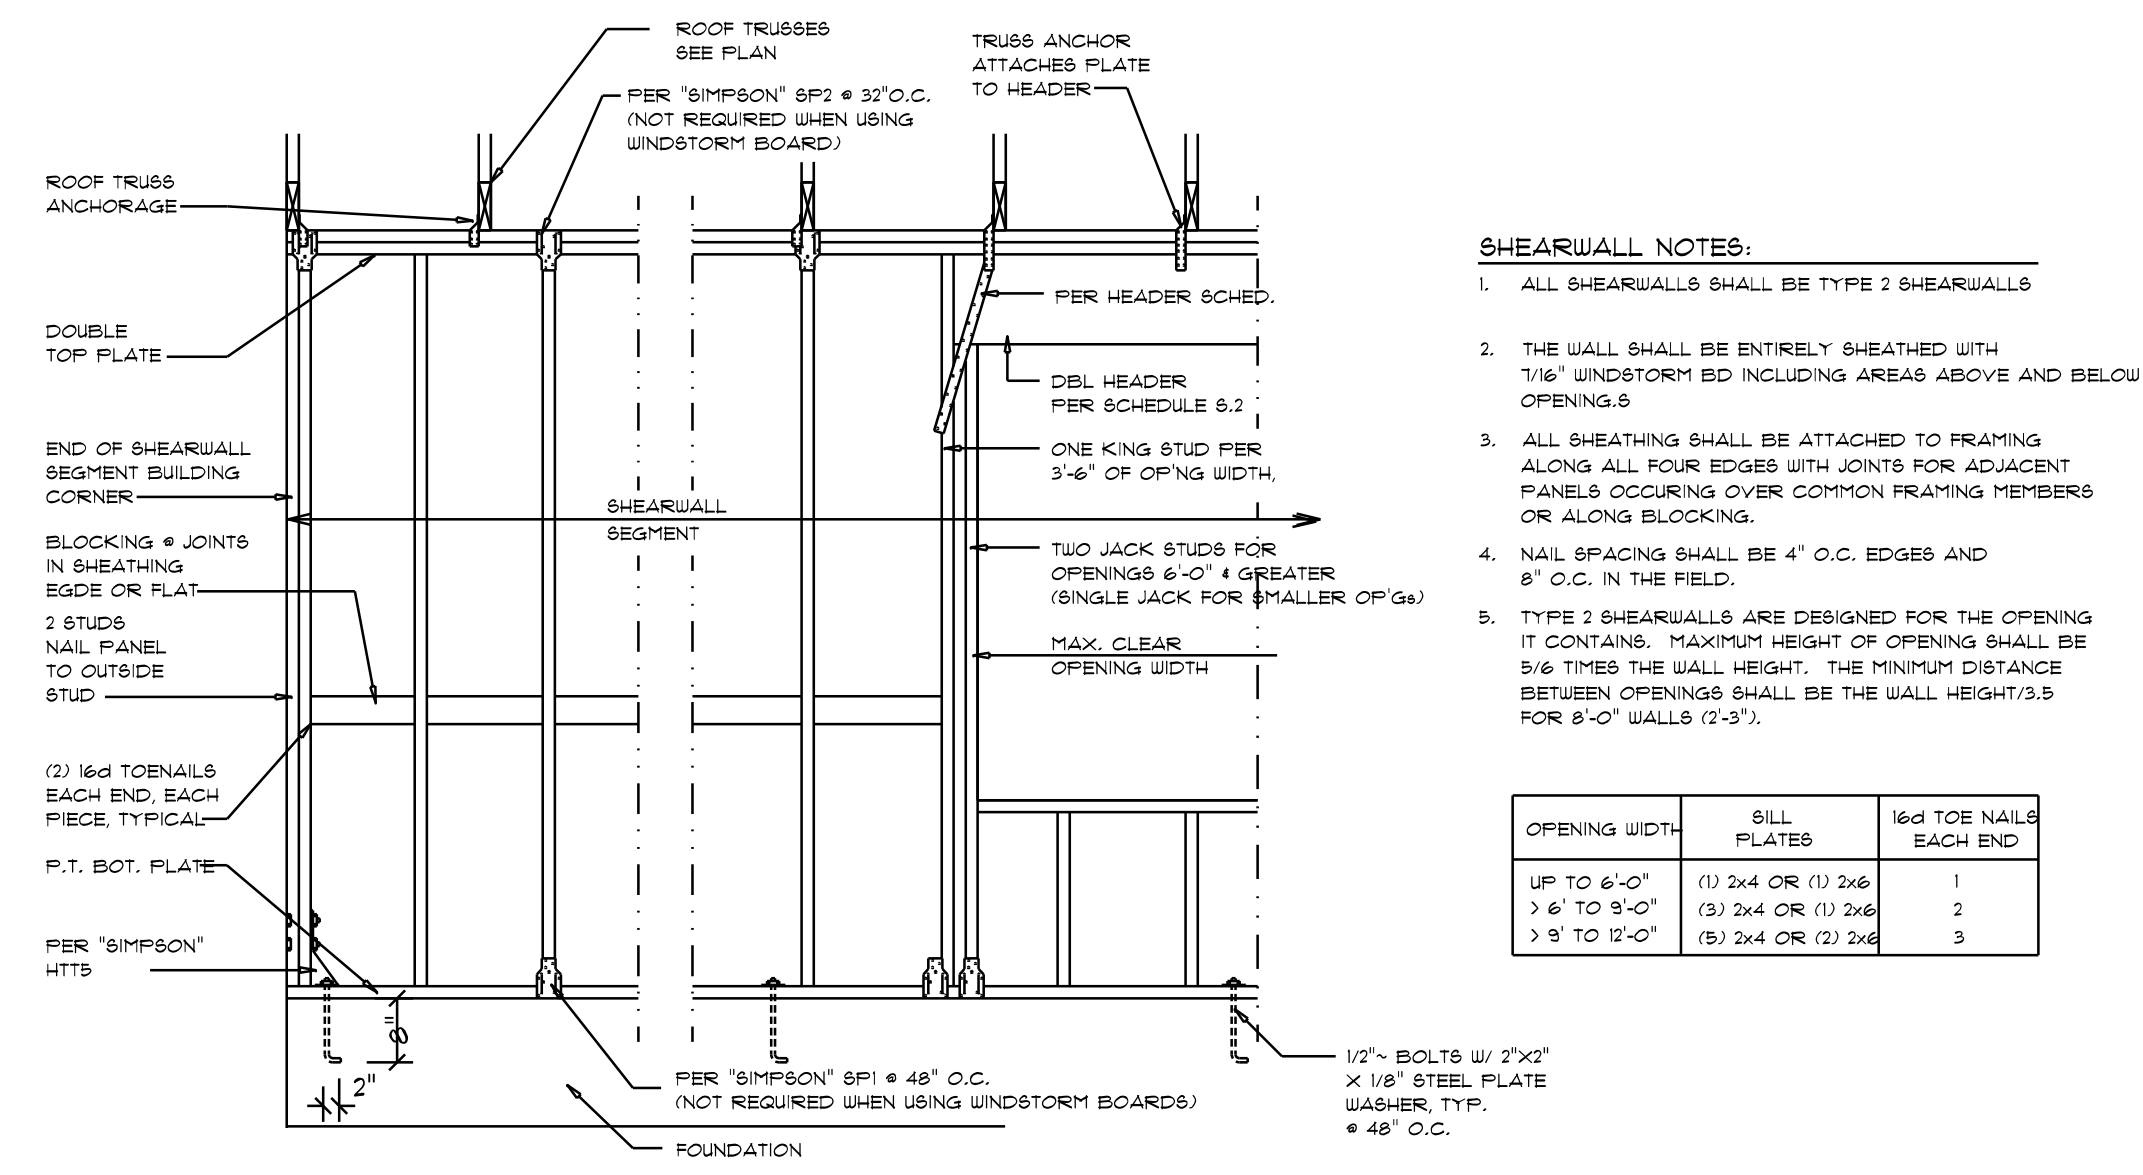 ROOF TRUSSES
SEE PLAN
TRUSS ANCHOR
ATTACHES PLATE
TO HEADER
PER "SIMPSON" SP2 @ 32"O.C.
(NOT REQUIRED WHEN USING
WINDSTORM BOARD)
ROOF TRUSS
ANCHORAGE
DOUBLE
TOP PLATE
END OF SHEARWALL
SEGMENT BUILDING
CORNER
BLOCKING @ JOINTS
IN SHEATHING
EGDE OR FLAT
2 STUDS
NAIL PANEL
TO OUTSIDE
STUD
(2) 16d TOENAILS
EACH END, EACH
PIECE, TYPICAL
P.T. BOT. PLATE
PER "SIMPSON"
HTT5
8"
2"
SHEARWALL
SEGMENT
PER HEADER SCHED.
DBL HEADER
PER SCHEDULE S.2
ONE KING STUD PER
3'-6" OF OP'NG WIDTH,
TWO JACK STUDS FOR
OPENINGS 6'-0" & GREATER
(SINGLE JACK FOR SMALLER OP'Gs)
MAX. CLEAR
OPENING WIDTH
PER "SIMPSON" SP1 @ 48" O.C.
(NOT REQUIRED WHEN USING WINDSTORM BOARDS)
FOUNDATION
1/2"~ BOLTS W/ 2"X2"
X 1/8" STEEL PLATE
WASHER, TYP.
@ 48" O.C.
SHEARWALL NOTES:
1. ALL SHEARWALLS SHALL BE TYPE 2 SHEARWALLS
2. THE WALL SHALL BE ENTIRELY SHEATHED WITH
7/16" WINDSTORM BD INCLUDING AREAS ABOVE AND BELOW
OPENING.S
3. ALL SHEATHING SHALL BE ATTACHED TO FRAMING
ALONG ALL FOUR EDGES WITH JOINTS FOR ADJACENT
PANELS OCCURING OVER COMMON FRAMING MEMBERS
OR ALONG BLOCKING.
4. NAIL SPACING SHALL BE 4" O.C. EDGES AND
8" O.C. IN THE FIELD.
5. TYPE 2 SHEARWALLS ARE DESIGNED FOR THE OPENING
IT CONTAINS. MAXIMUM HEIGHT OF OPENING SHALL BE
5/6 TIMES THE WALL HEIGHT. THE MINIMUM DISTANCE
BETWEEN OPENINGS SHALL BE THE WALL HEIGHT/3.5
FOR 8'-0" WALLS (2'-3").
OPENING WIDTH
SILL
PLATES
16d TOE NAILS
EACH END
UP TO 6'-0" (1) 2x4 OR (1) 2x6 1
> 6' TO 9'-0" (3) 2x4 OR (1) 2x6 2
> 9' TO 12'-0" (5) 2x4 OR (2) 2x6 3